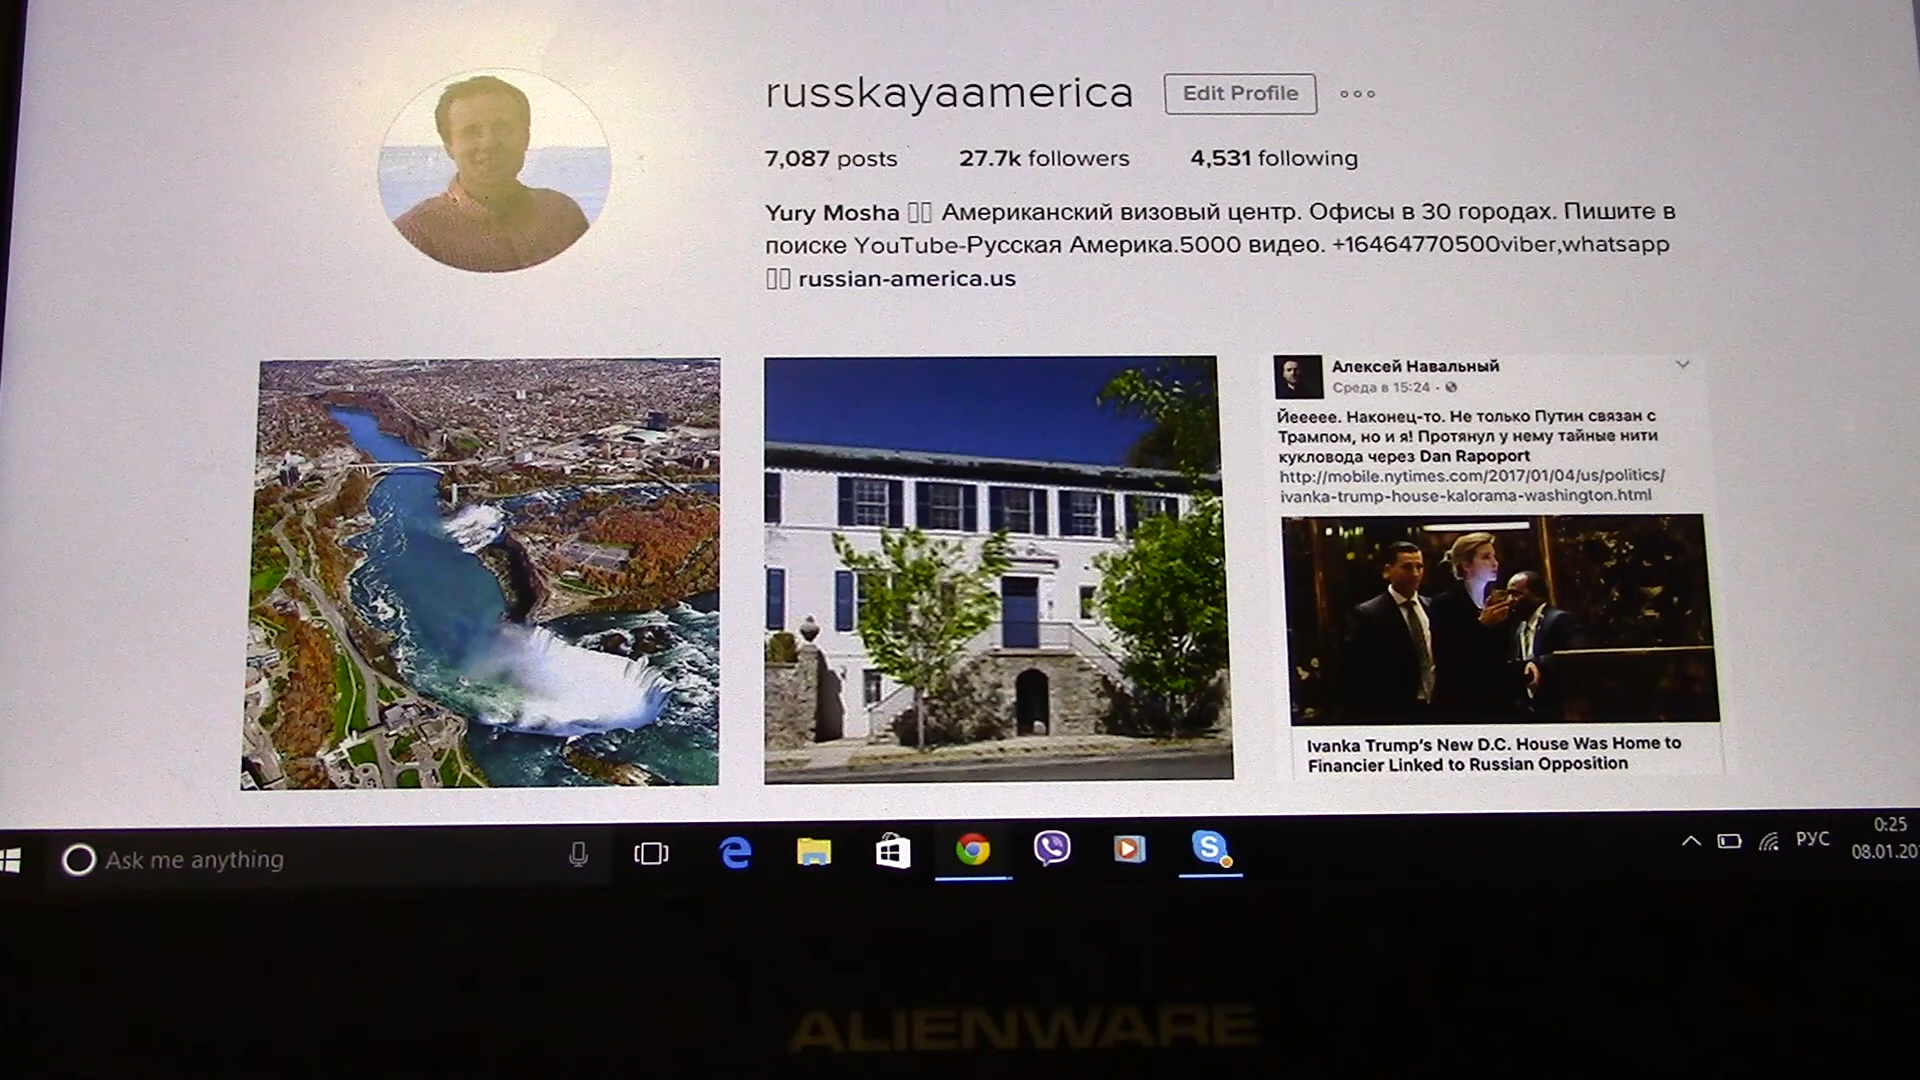 russkayaamerica Edit Profile
7,087 posts 27.7k followers 4,531 following
Yury Mosha Американский визовый центр. Офисы в 30 городах. Пишите в
поиске YouTube-Русская Америка.5000 видео. +16464770500viber,whatsapp
russian-america.us
Алексей Навальный
Среда в 15:24
Йеееее. Наконец-то. Не только Путин связан с
Трампом, но и я! Протянул у нему тайные нити
кукловода через Dan Rapoport
http://mobile.nytimes.com/2017/01/04/us/politics/
ivanka-trump-house-kalorama-washington.html
Ivanka Trump's New D.C. House Was Home to
Financier Linked to Russian Opposition
Ask me anything
РУС
0:25
08.01.20
ALIENWARE